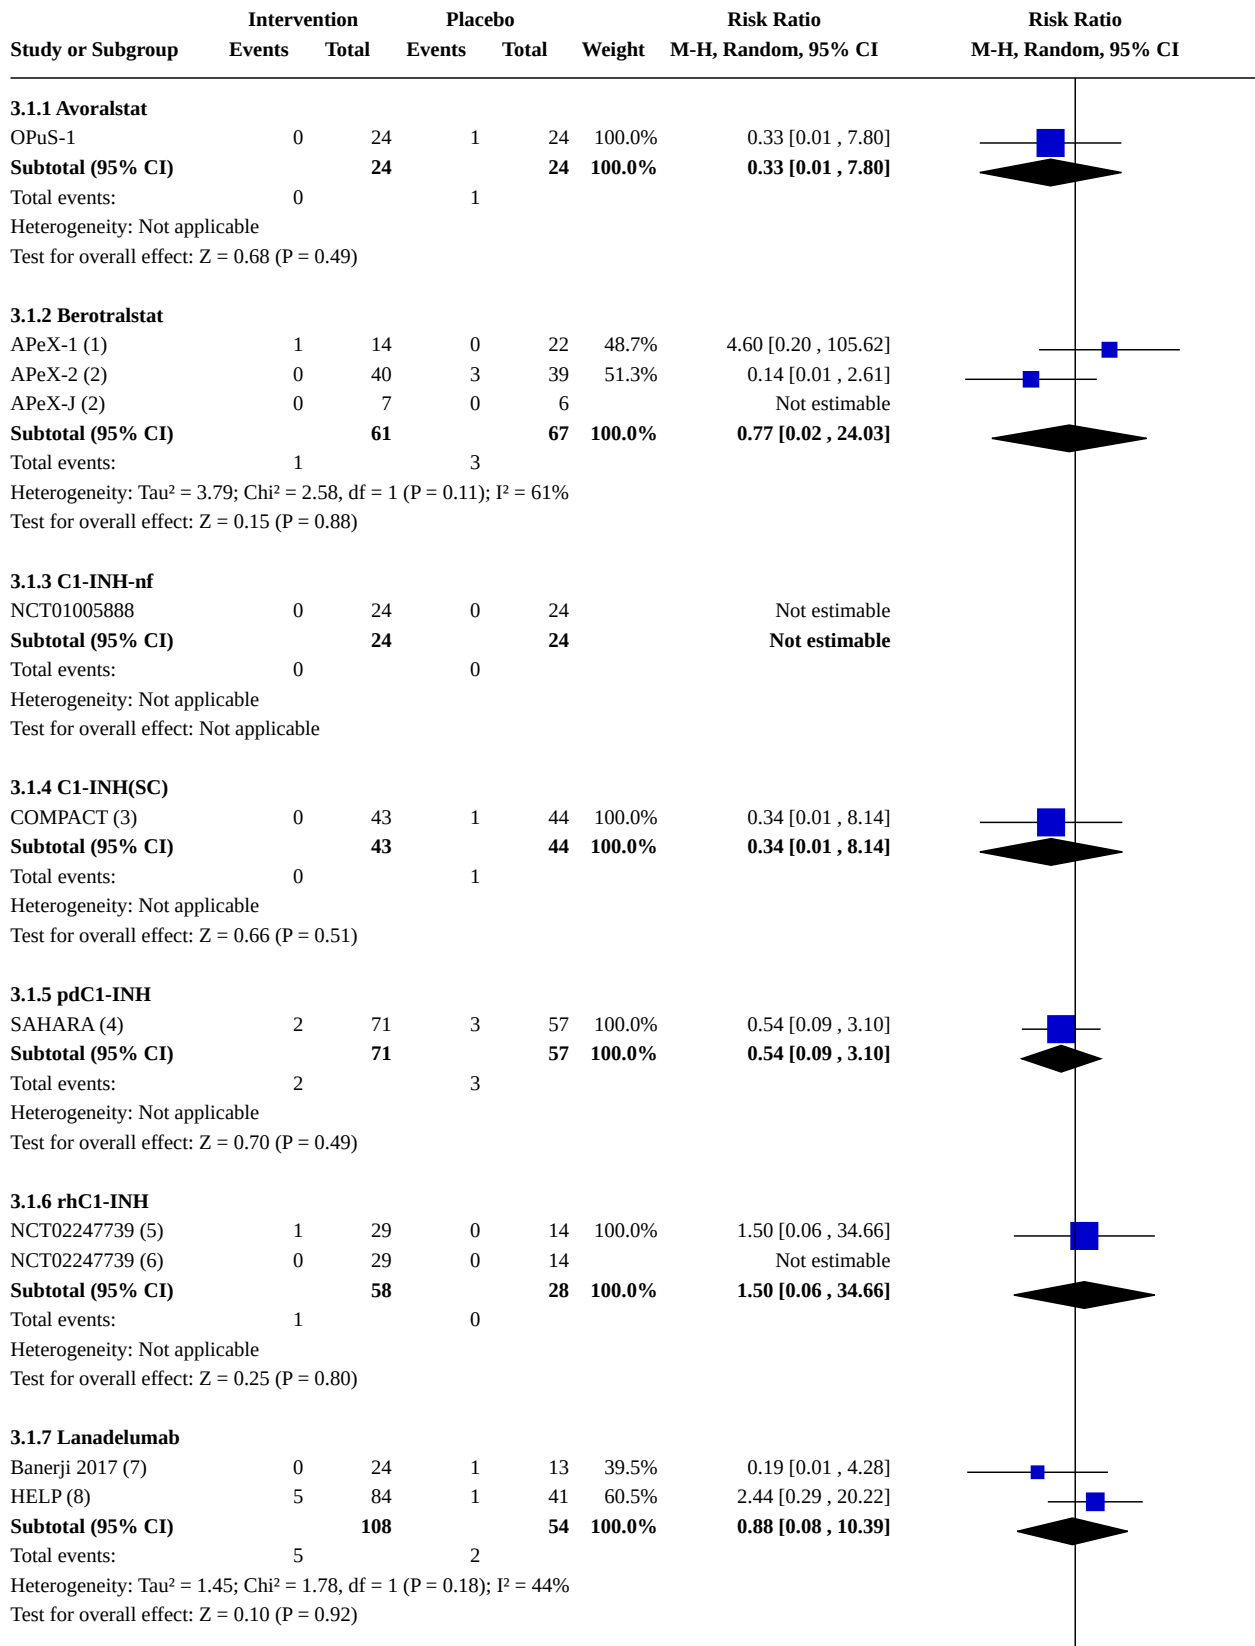 Intervention Placebo Risk Ratio Risk Ratio
Study or Subgroup Events Total Events Total Weight M-H, Random, 95% CI M-H, Random, 95% CI
3.1.1 Avoralstat
OPuS-1 0 24 1 24 100.0% 0.33 [0.01 , 7.80]
Subtotal (95% CI) 24 24 100.0% 0.33 [0.01 , 7.80]
Total events: 0 1
Heterogeneity: Not applicable
Test for overall effect: Z = 0.68 (P = 0.49)
3.1.2 Berotralstat
APeX-1 (1) 1 14 0 22 48.7% 4.60 [0.20 , 105.62]
APeX-2 (2) 0 40 3 39 51.3% 0.14 [0.01 , 2.61]
APeX-J (2) 0 7 0 6 Not estimable
Subtotal (95% CI) 61 67 100.0% 0.77 [0.02 , 24.03]
Total events: 1 3
Heterogeneity: Tau² = 3.79; Chi² = 2.58, df = 1 (P = 0.11); I² = 61%
Test for overall effect: Z = 0.15 (P = 0.88)
3.1.3 C1-INH-nf
NCT01005888 0 24 0 24 Not estimable
Subtotal (95% CI) 24 24 Not estimable
Total events: 0 0
Heterogeneity: Not applicable
Test for overall effect: Not applicable
3.1.4 C1-INH(SC)
COMPACT (3) 0 43 1 44 100.0% 0.34 [0.01 , 8.14]
Subtotal (95% CI) 43 44 100.0% 0.34 [0.01 , 8.14]
Total events: 0 1
Heterogeneity: Not applicable
Test for overall effect: Z = 0.66 (P = 0.51)
3.1.5 pdC1-INH
SAHARA (4) 2 71 3 57 100.0% 0.54 [0.09 , 3.10]
Subtotal (95% CI) 71 57 100.0% 0.54 [0.09 , 3.10]
Total events: 2 3
Heterogeneity: Not applicable
Test for overall effect: Z = 0.70 (P = 0.49)
3.1.6 rhC1-INH
NCT02247739 (5) 1 29 0 14 100.0% 1.50 [0.06 , 34.66]
NCT02247739 (6) 0 29 0 14 Not estimable
Subtotal (95% CI) 58 28 100.0% 1.50 [0.06 , 34.66]
Total events: 1 0
Heterogeneity: Not applicable
Test for overall effect: Z = 0.25 (P = 0.80)
3.1.7 Lanadelumab
Banerji 2017 (7) 0 24 1 13 39.5% 0.19 [0.01 , 4.28]
HELP (8) 5 84 1 41 60.5% 2.44 [0.29 , 20.22]
Subtotal (95% CI) 108 54 100.0% 0.88 [0.08 , 10.39]
Total events: 5 2
Heterogeneity: Tau² = 1.45; Chi² = 1.78, df = 1 (P = 0.18); I² = 44%
Test for overall effect: Z = 0.10 (P = 0.92)